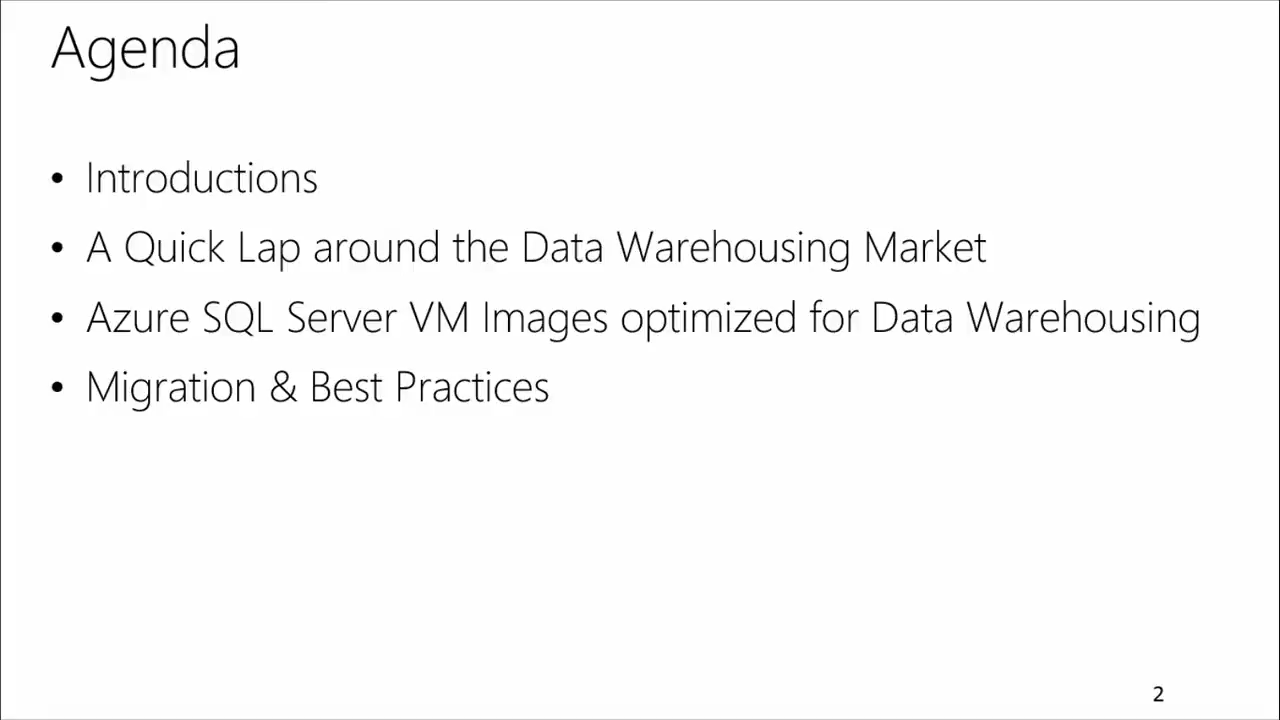 Agenda
• Introductions
• A Quick Lap around the Data Warehousing Market
• Azure SQL Server VM Images optimized for Data Warehousing
• Migration & Best Practices
2